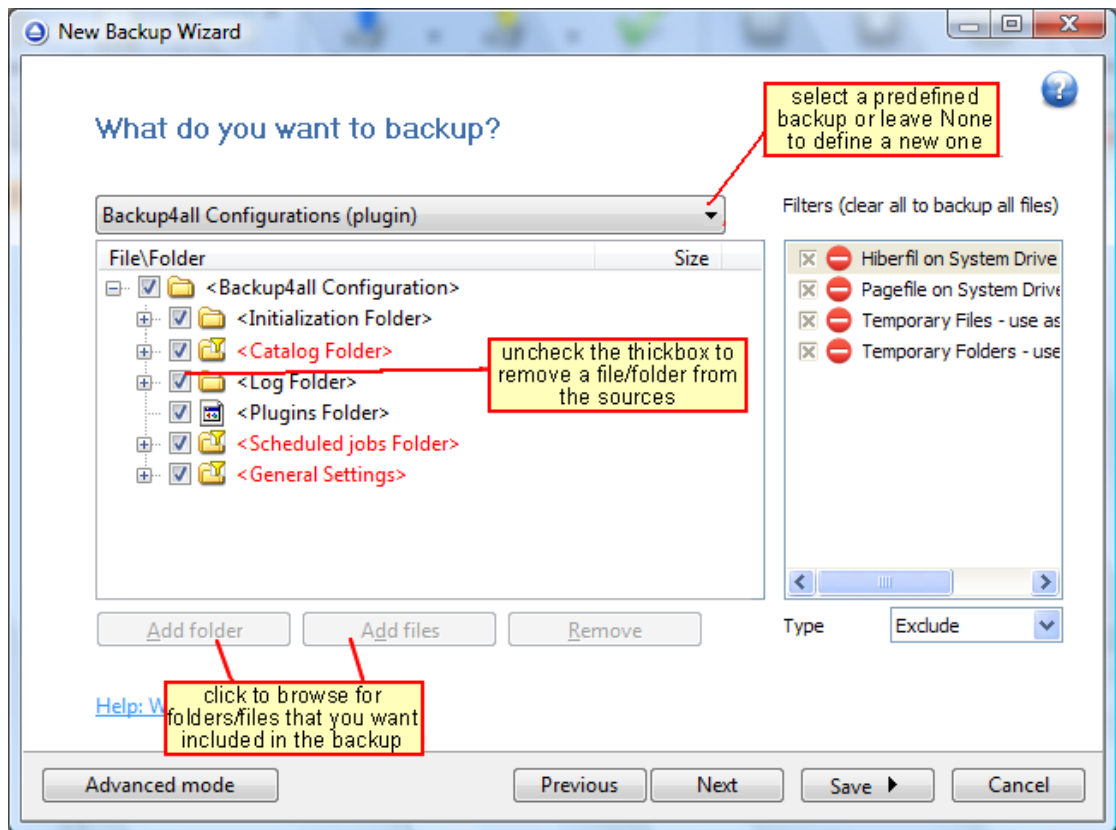 New Backup Wizard
select a predefined
backup or leave None
to define a new one
What do you want to backup?
Backup4all Configurations (plugin)
Filters (clear all to backup all files)
File\Folder Size
<Backup4all Configuration>
<Initialization Folder>
<Catalog Folder>
<Log Folder>
<Plugins Folder>
<Scheduled jobs Folder>
<General Settings>
uncheck the thickbox to
remove a file/folder from
the sources
Hiberfil on System Drive
Pagefile on System Drive
Temporary Files - use as
Temporary Folders - use
Add folder Add files Remove
Type Exclude
Help: W
click to browse for
folders/files that you want
included in the backup
Advanced mode Previous Next Save Cancel